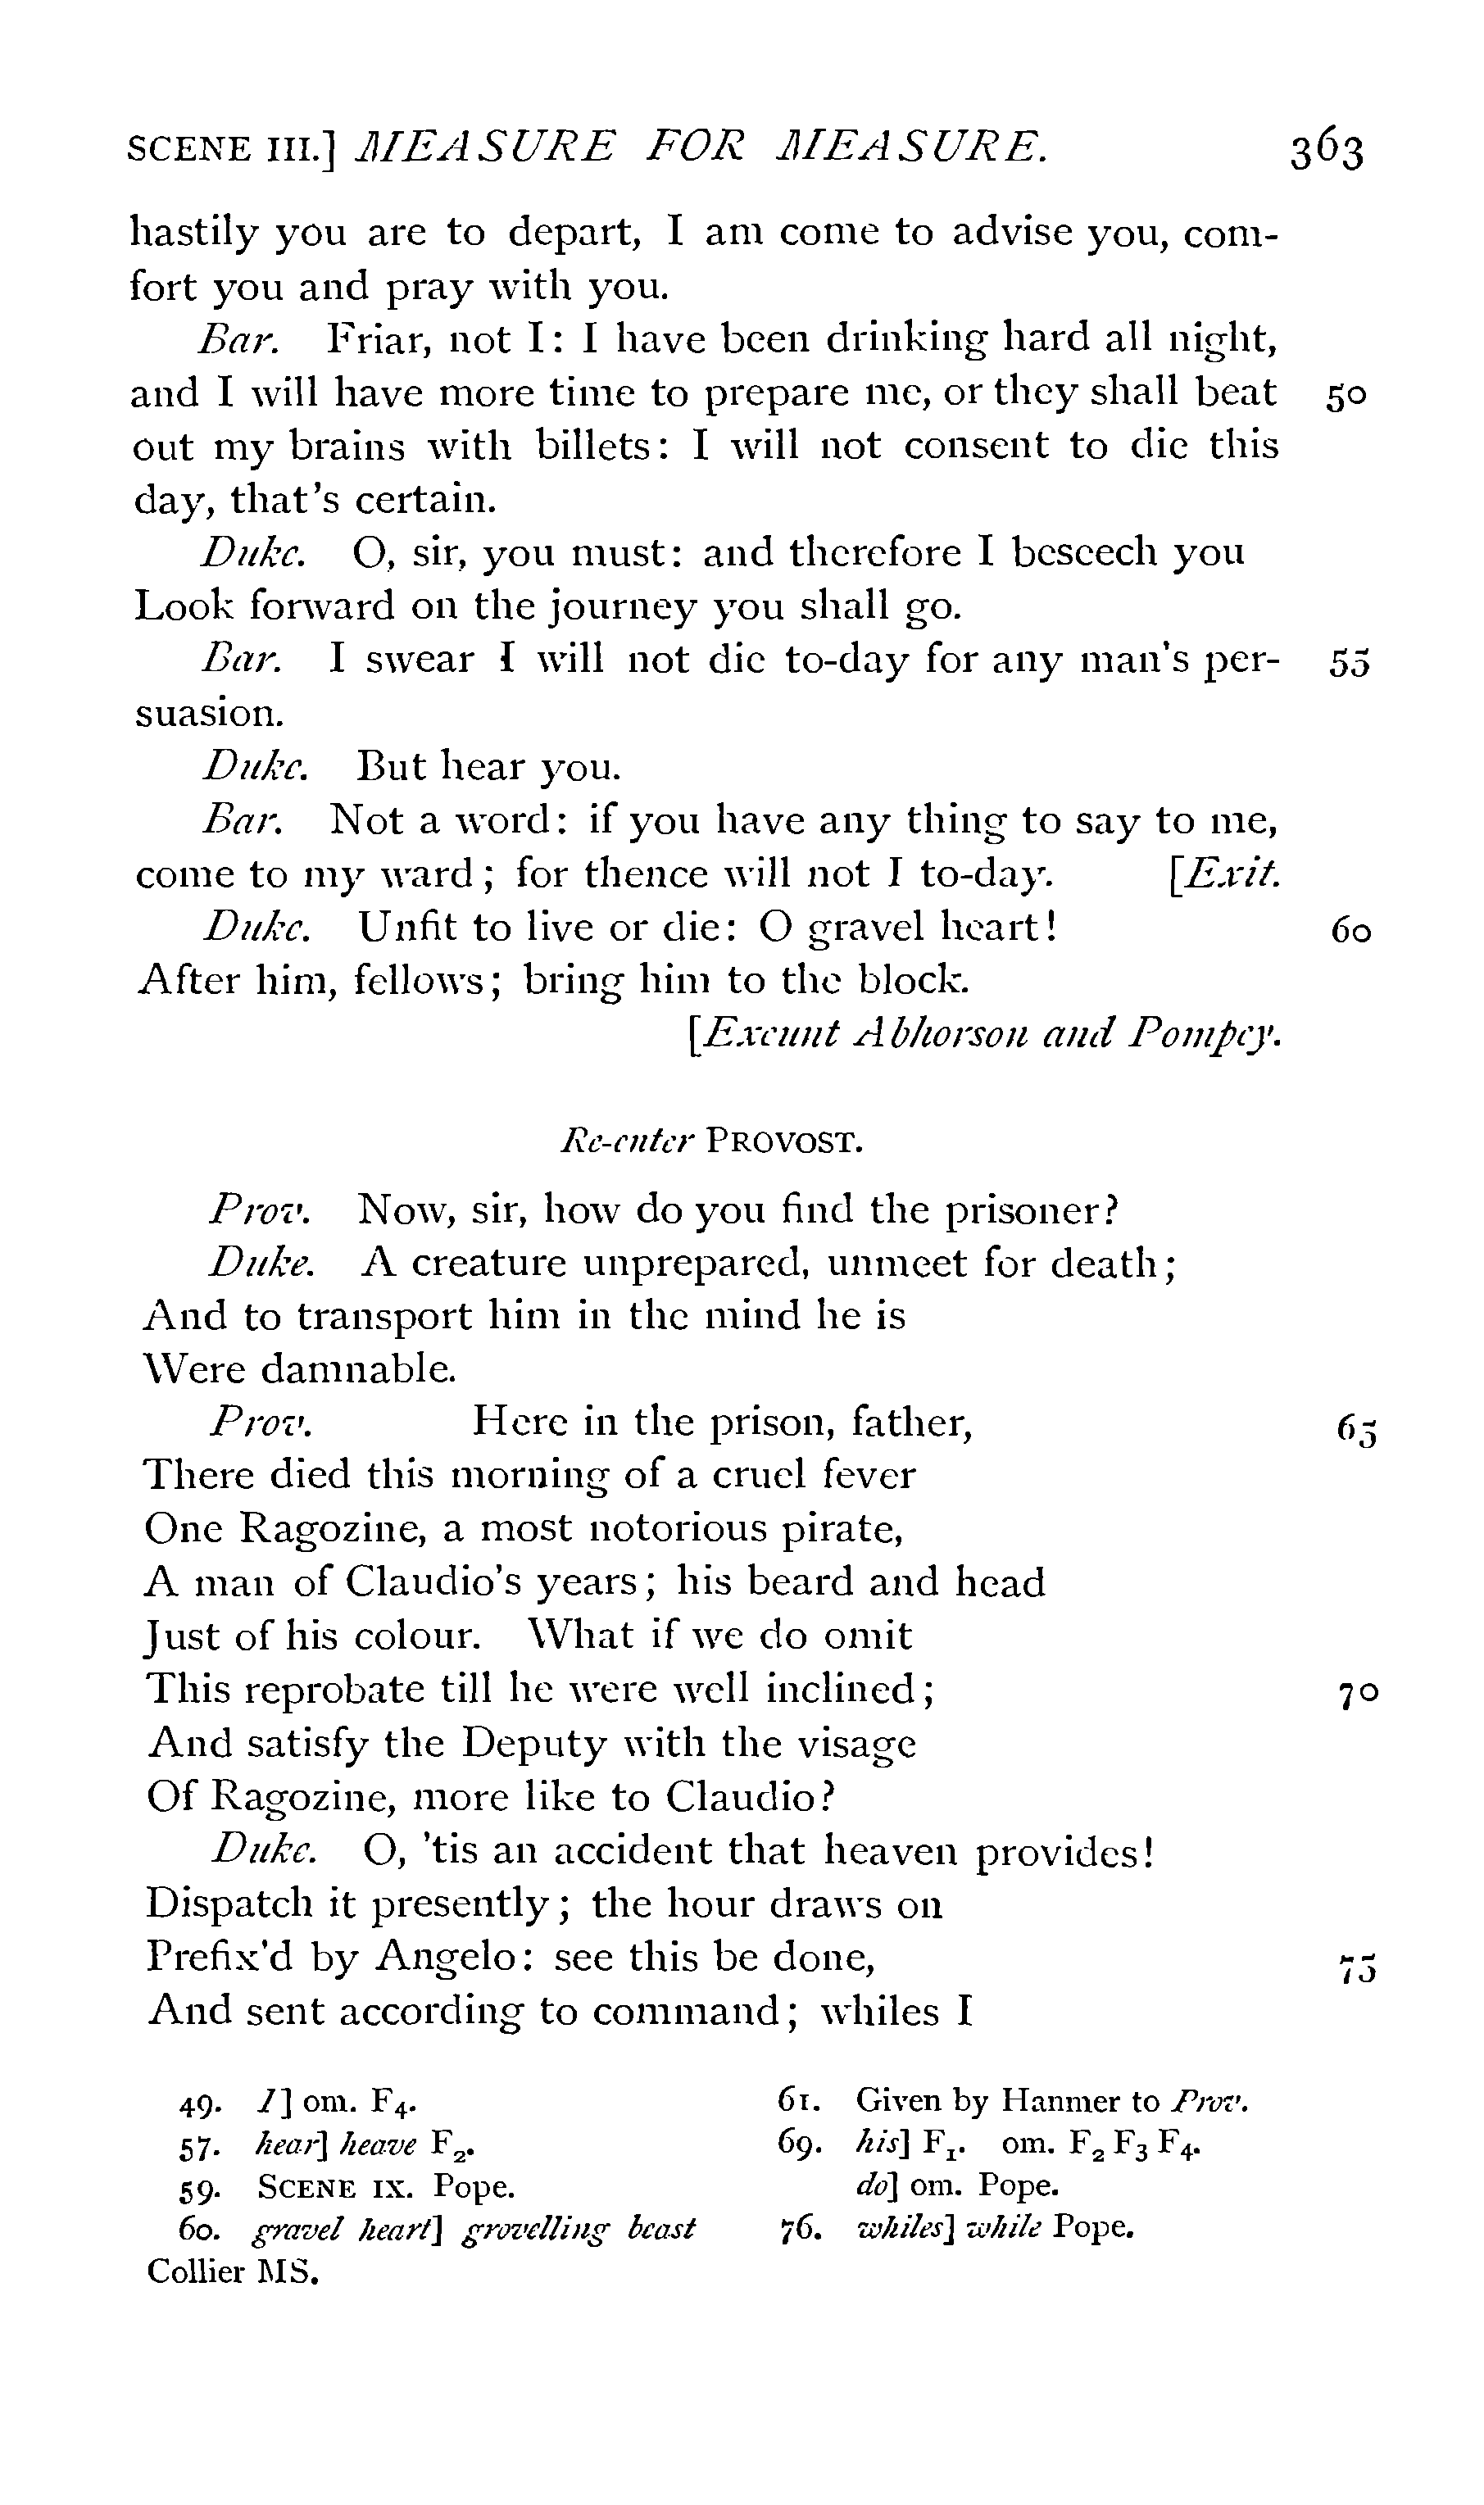 SCENE III.] MEASURE FOR MEASURE. 363
hastily you are to depart, I am come to advise you, com-
fort you and pray with you.
Bar. Friar, not I: I have been drinking hard all night,
and I will have more time to prepare me, or they shall beat 50
out my brains with billets: I will not consent to die this
day, that's certain.
Duke. O, sir, you must: and therefore I beseech you
Look forward on the journey you shall go.
Bar. I swear I will not die to-day for any man's per- 55
suasion.
Duke. But hear you.
Bar. Not a word: if you have any thing to say to me,
come to my ward; for thence will not I to-day. [Exit.
Duke. Unfit to live or die: O gravel heart! 60
After him, fellows; bring him to the block.
[Exeunt Abhorson and Pompey.
Re-enter PROVOST.
Prov. Now, sir, how do you find the prisoner?
Duke. A creature unprepared, unmeet for death;
And to transport him in the mind he is
Were damnable.
Prov. Here in the prison, father, 65
There died this morning of a cruel fever
One Ragozine, a most notorious pirate,
A man of Claudio's years; his beard and head
Just of his colour. What if we do omit
This reprobate till he were well inclined; 70
And satisfy the Deputy with the visage
Of Ragozine, more like to Claudio?
Duke. O, 'tis an accident that heaven provides!
Dispatch it presently; the hour draws on
Prefix'd by Angelo: see this be done, 75
And sent according to command; whiles I
49. I] om. F4.
57. hear] heave F2.
59. SCENE IX. Pope.
60. gravel heart] grovelling beast
Collier MS.
61. Given by Hanmer to Prov.
69. his] F1. om. F2 F3 F4.
do] om. Pope.
76. whiles] while Pope.